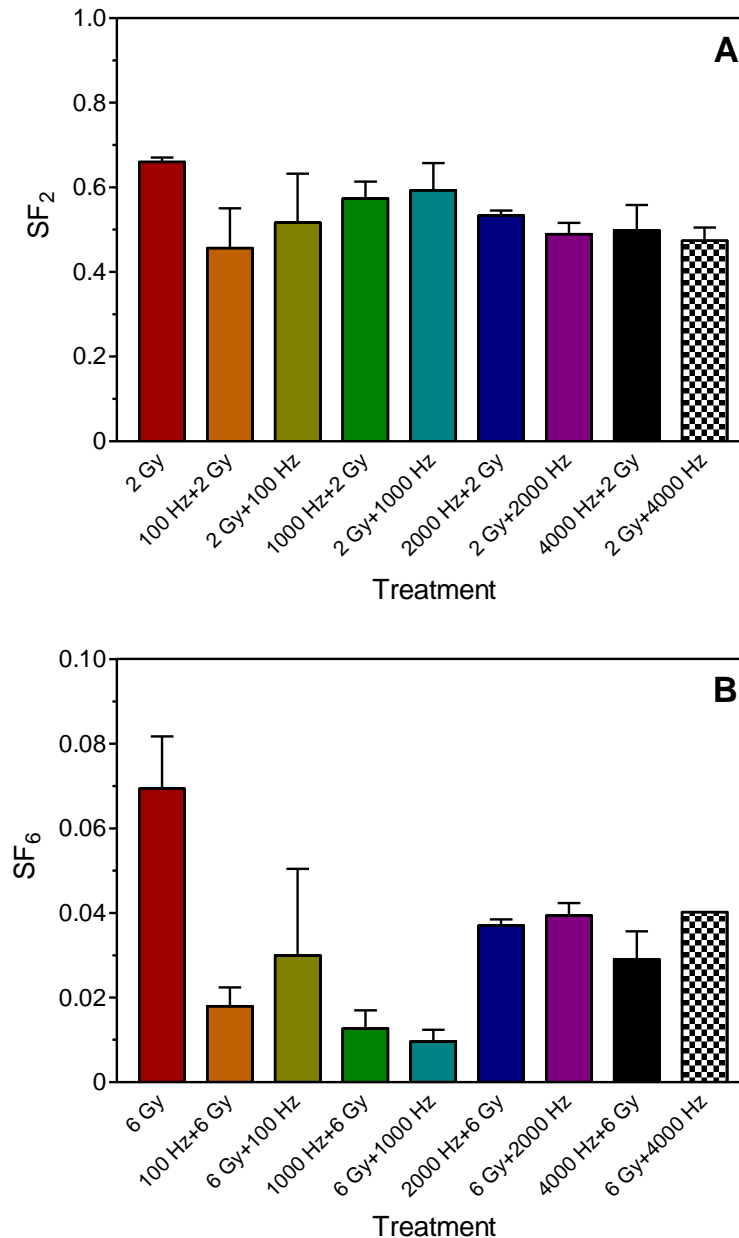 A
1.0
0.8
0.6
0.4
0.2
0
SF2
2 Gy
100 Hz+2 Gy
2 Gy+100 Hz
1000 Hz+2 Gy
2 Gy+1000 Hz
2000 Hz+2 Gy
2 Gy+2000 Hz
4000 Hz+2 Gy
2 Gy+4000 Hz
Treatment
B
0.10
0.08
0.06
0.04
0.02
0
SF6
6 Gy
100 Hz+6 Gy
6 Gy+100 Hz
1000 Hz+6 Gy
6 Gy+1000 Hz
2000 Hz+6 Gy
6 Gy+2000 Hz
4000 Hz+6 Gy
6 Gy+4000 Hz
Treatment